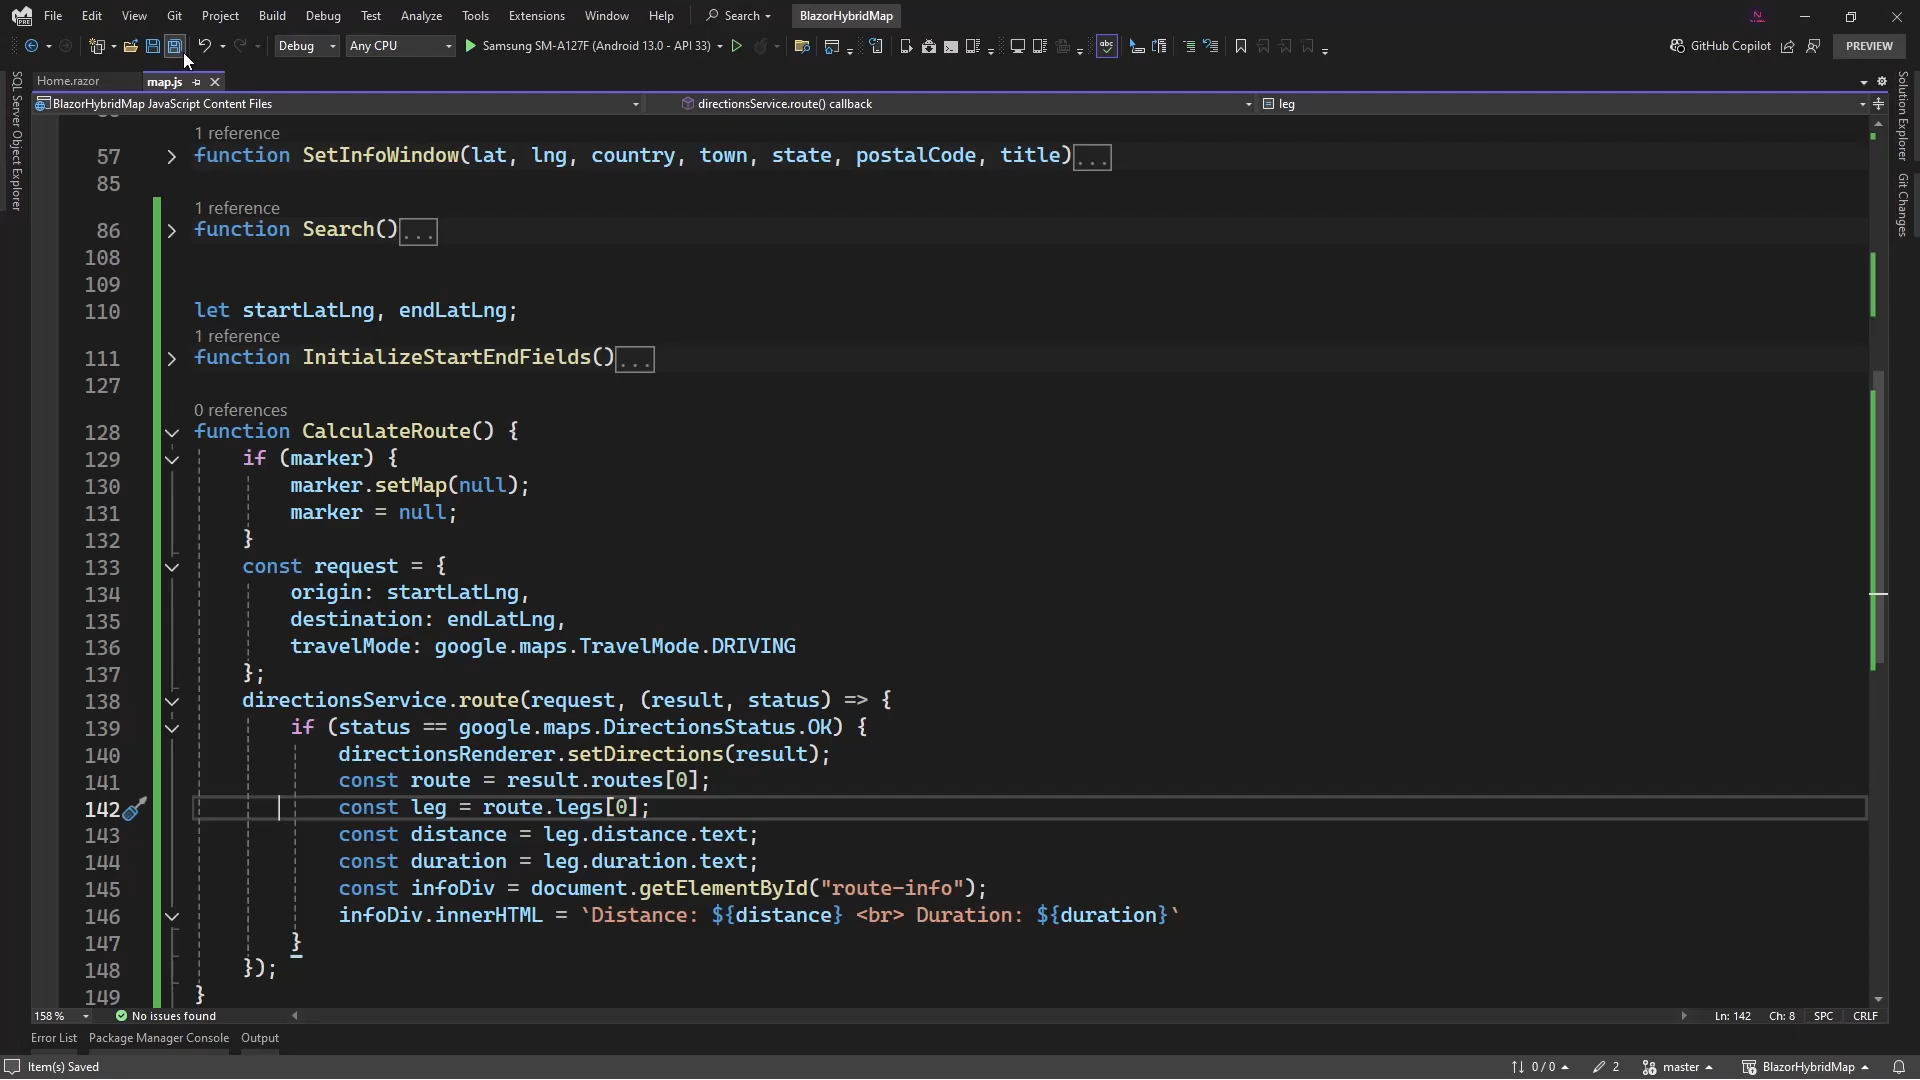 File Edit View Git Project Build Debug Test Analyze Tools Extensions Window Help Search BlazorHybridMap
Debug Any CPU Samsung SM-A127F (Android 13.0 - API 33) abc GitHub Copilot PREVIEW
Home.razor map.js
BlazorHybridMap JavaScript Content Files directionsService.route() callback leg
SQL Server Object Explorer
Solution Explorer
Git Changes
1 reference
57 function SetInfoWindow(lat, lng, country, town, state, postalCode, title)...
85
1 reference
86 function Search()...
108
109
110 let startLatLng, endLatLng;
1 reference
111 function InitializeStartEndFields()...
127
0 references
128 function CalculateRoute() {
129 if (marker) {
130 marker.setMap(null);
131 marker = null;
132 }
133 const request = {
134 origin: startLatLng,
135 destination: endLatLng,
136 travelMode: google.maps.TravelMode.DRIVING
137 };
138 directionsService.route(request, (result, status) => {
139 if (status == google.maps.DirectionsStatus.OK) {
140 directionsRenderer.setDirections(result);
141 const route = result.routes[0];
142 const leg = route.legs[0];
143 const distance = leg.distance.text;
144 const duration = leg.duration.text;
145 const infoDiv = document.getElementById("route-info");
146 infoDiv.innerHTML = `Distance: ${distance} <br> Duration: ${duration}`
147 }
148 });
149 }
158 % No issues found Ln: 142 Ch: 8 SPC CRLF
Error List Package Manager Console Output
Item(s) Saved 0 / 0 2 master BlazorHybridMap